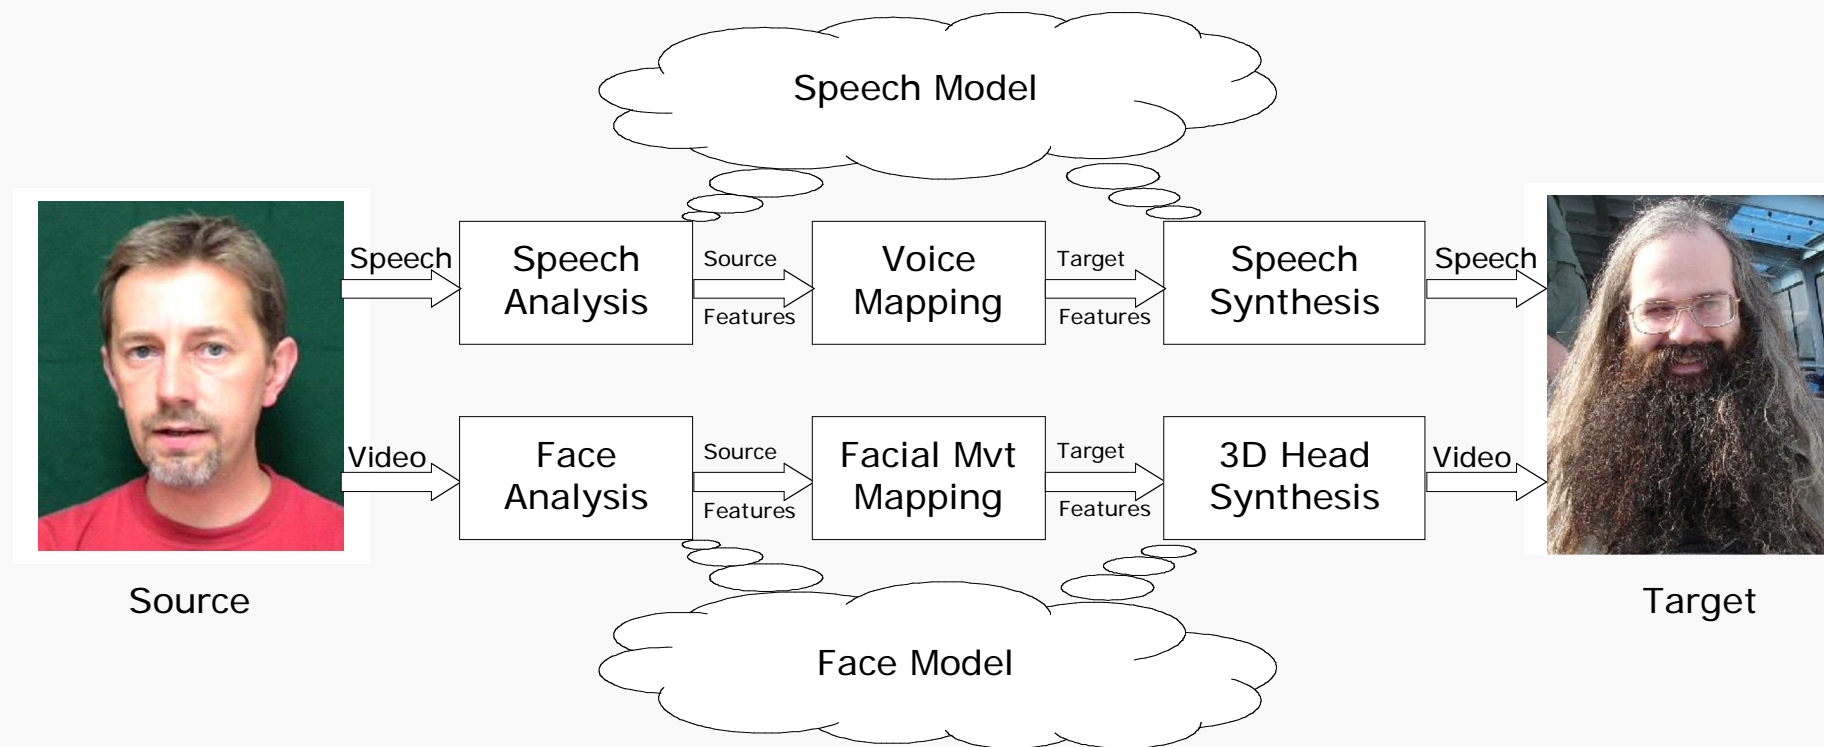 Speech Model
Speech
Speech
Analysis
Source
Features
Voice
Mapping
Target
Features
Speech
Synthesis
Speech
Video
Face
Analysis
Source
Features
Facial Mvt
Mapping
Target
Features
3D Head
Synthesis
Video
Source
Target
Face Model